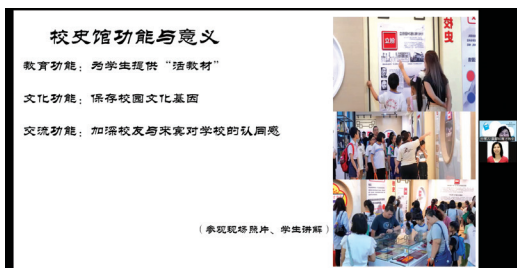 校史馆功能与意义
教育功能：为学生提供“活教材”
文化功能：保存校园文化基因
交流功能：加深校友与来宾对学校的认同感
（参观现场照片、学生讲解）
校史